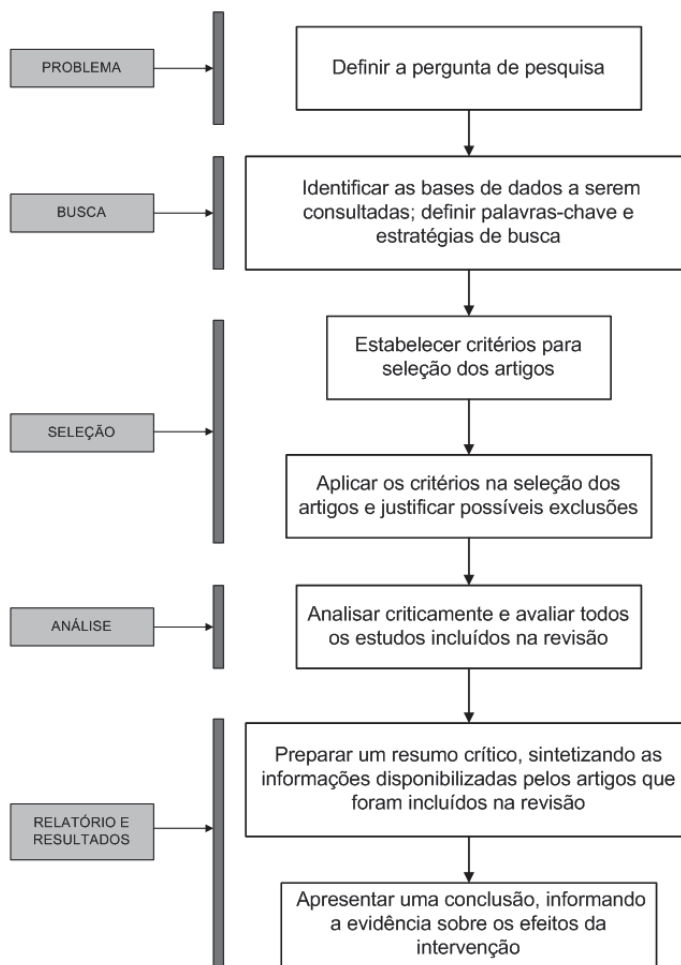 PROBLEMA
Definir a pergunta de pesquisa
BUSCA
Identificar as bases de dados a serem
consultadas; definir palavras-chave e
estratégias de busca
SELEÇÃO
Estabelecer critérios para
seleção dos artigos
Aplicar os critérios na seleção dos
artigos e justificar possíveis exclusões
ANÁLISE
Analisar criticamente e avaliar todos
os estudos incluídos na revisão
RELATÓRIO E
RESULTADOS
Preparar um resumo crítico, sintetizando as
informações disponibilizadas pelos artigos que
foram incluídos na revisão
Apresentar uma conclusão, informando
a evidência sobre os efeitos da
intervenção